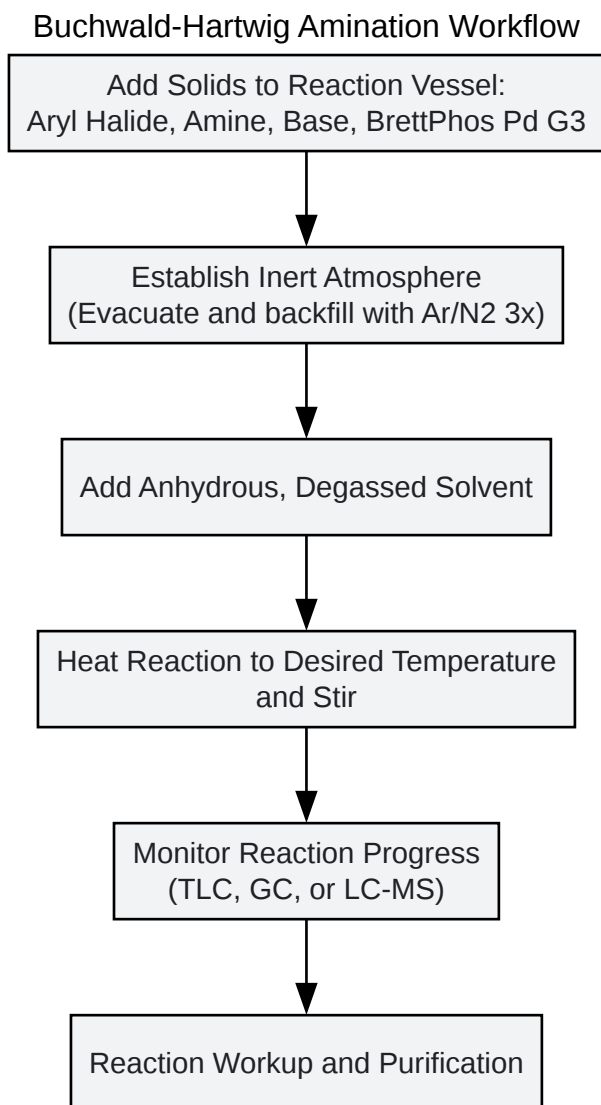 Buchwald-Hartwig Amination Workflow
Add Solids to Reaction Vessel:
Aryl Halide, Amine, Base, BrettPhos Pd G3
Establish Inert Atmosphere
(Evacuate and backfill with Ar/N2 3x)
Add Anhydrous, Degassed Solvent
Heat Reaction to Desired Temperature
and Stir
Monitor Reaction Progress
(TLC, GC, or LC-MS)
Reaction Workup and Purification